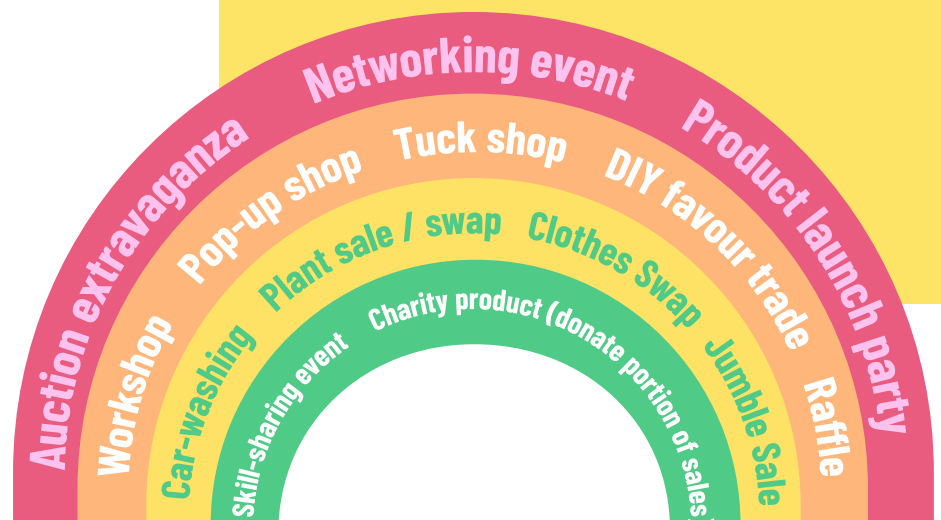 Auction extravaganza Networking event Product launch party
Workshop Pop-up shop Tuck shop DIY favour trade Raffle
Car-washing Plant sale / swap Clothes Swap Jumble Sale
Skill-sharing event Charity product (donate portion of sales